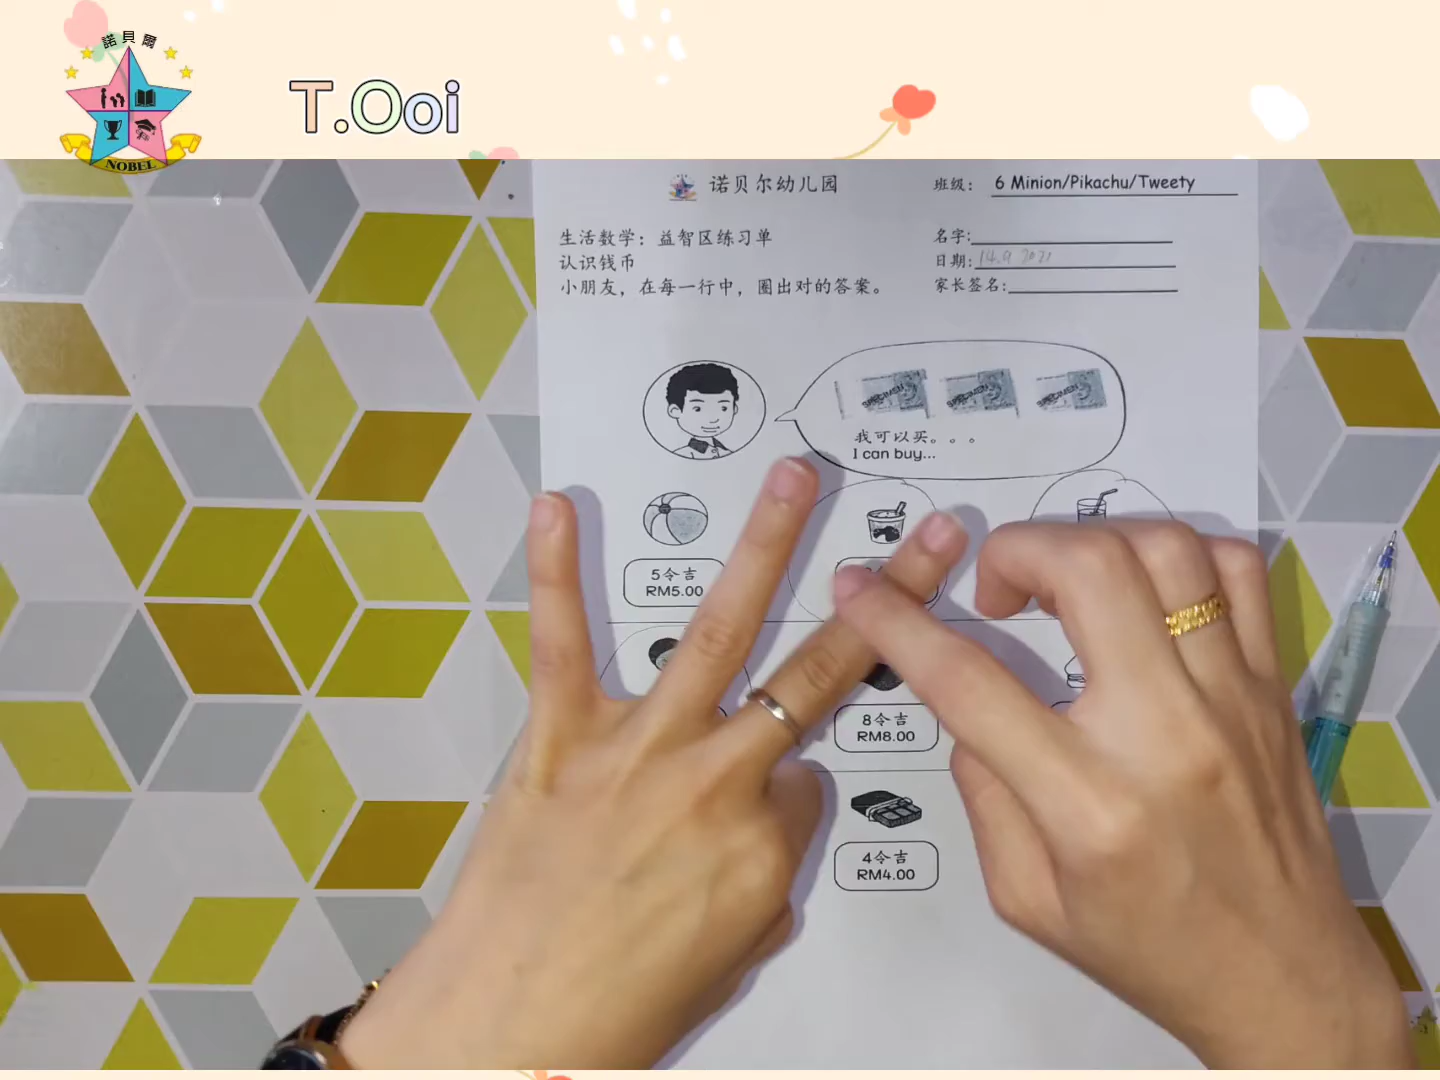 諾貝爾
NOBEL
T.Ooi
诺贝尔幼儿园
班级: 6 Minion/Pikachu/Tweety
生活数学: 益智区练习单
名字:
认识钱币
日期: 14.9 2021
小朋友，在每一行中，圈出对的答案。
家长签名:
SPECIMEN SPECIMEN SPECIMEN
我可以买。。。
I can buy...
5令吉
RM5.00
8令吉
RM8.00
4令吉
RM4.00